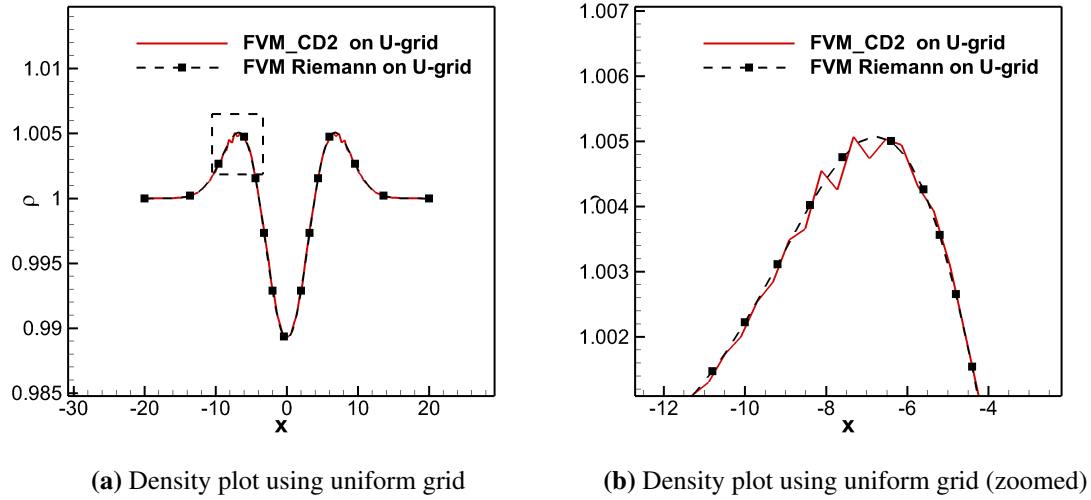 FVM_CD2 on U-grid
FVM Riemann on U-grid
1.01
1.005
1
0.995
0.99
0.985
ρ
-30 -20 -10 0 10 20
x
(a) Density plot using uniform grid
FVM_CD2 on U-grid
FVM Riemann on U-grid
1.007
1.006
1.005
1.004
1.003
1.002
-12 -10 -8 -6 -4
x
(b) Density plot using uniform grid (zoomed)